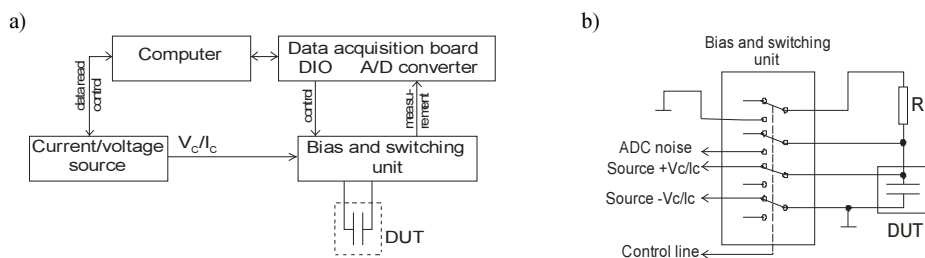 a)
Computer
Data acquisition board
DIO A/D converter
data read
control
control
measu-
rement
Current/voltage
source
VC/IC
Bias and switching
unit
DUT
b)
Bias and switching
unit
R
ADC noise
Source +Vc/Ic
Source -Vc/Ic
DUT
Control line